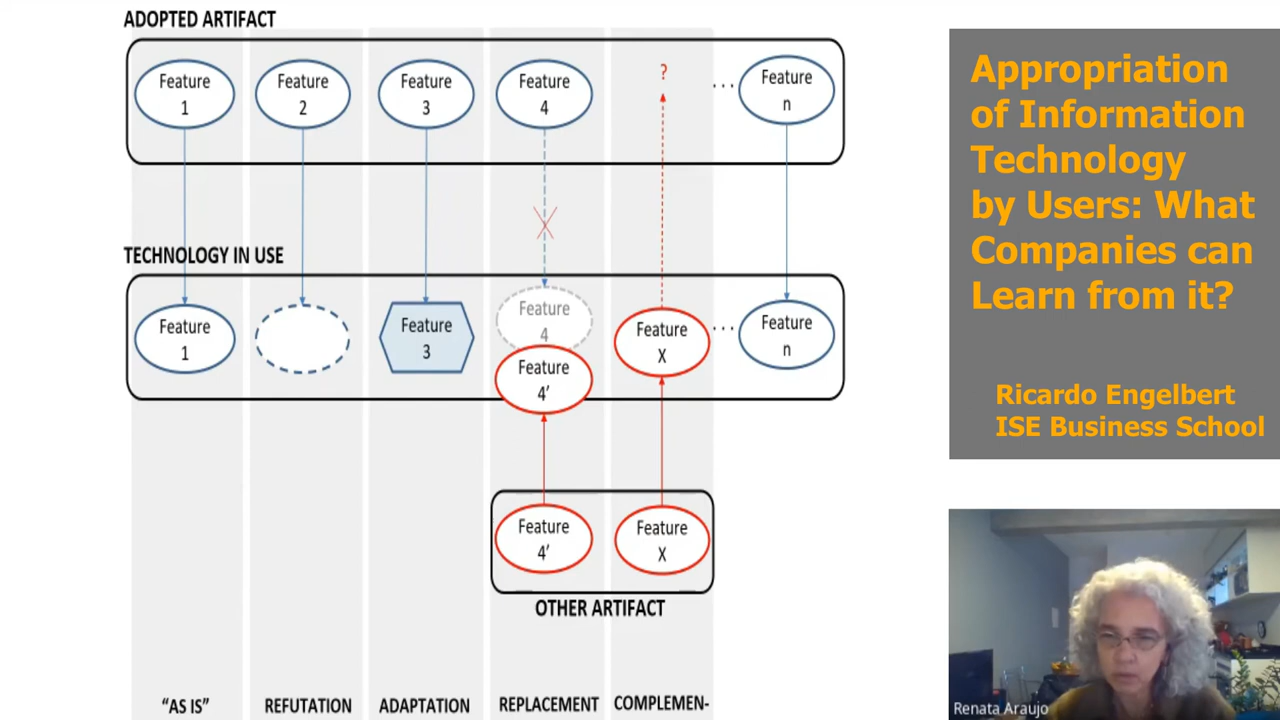 ADOPTED ARTIFACT
Feature
1
Feature
2
Feature
3
Feature
4
?
...
Feature
n
TECHNOLOGY IN USE
Feature
1
Feature
3
Feature
4
Feature
4'
Feature
X
...
Feature
n
Feature
4'
Feature
X
OTHER ARTIFACT
"AS IS"
REFUTATION
ADAPTATION
REPLACEMENT
COMPLEMEN-
Appropriation
of Information
Technology
by Users: What
Companies can
Learn from it?
Ricardo Engelbert
ISE Business School
Renata Araujo